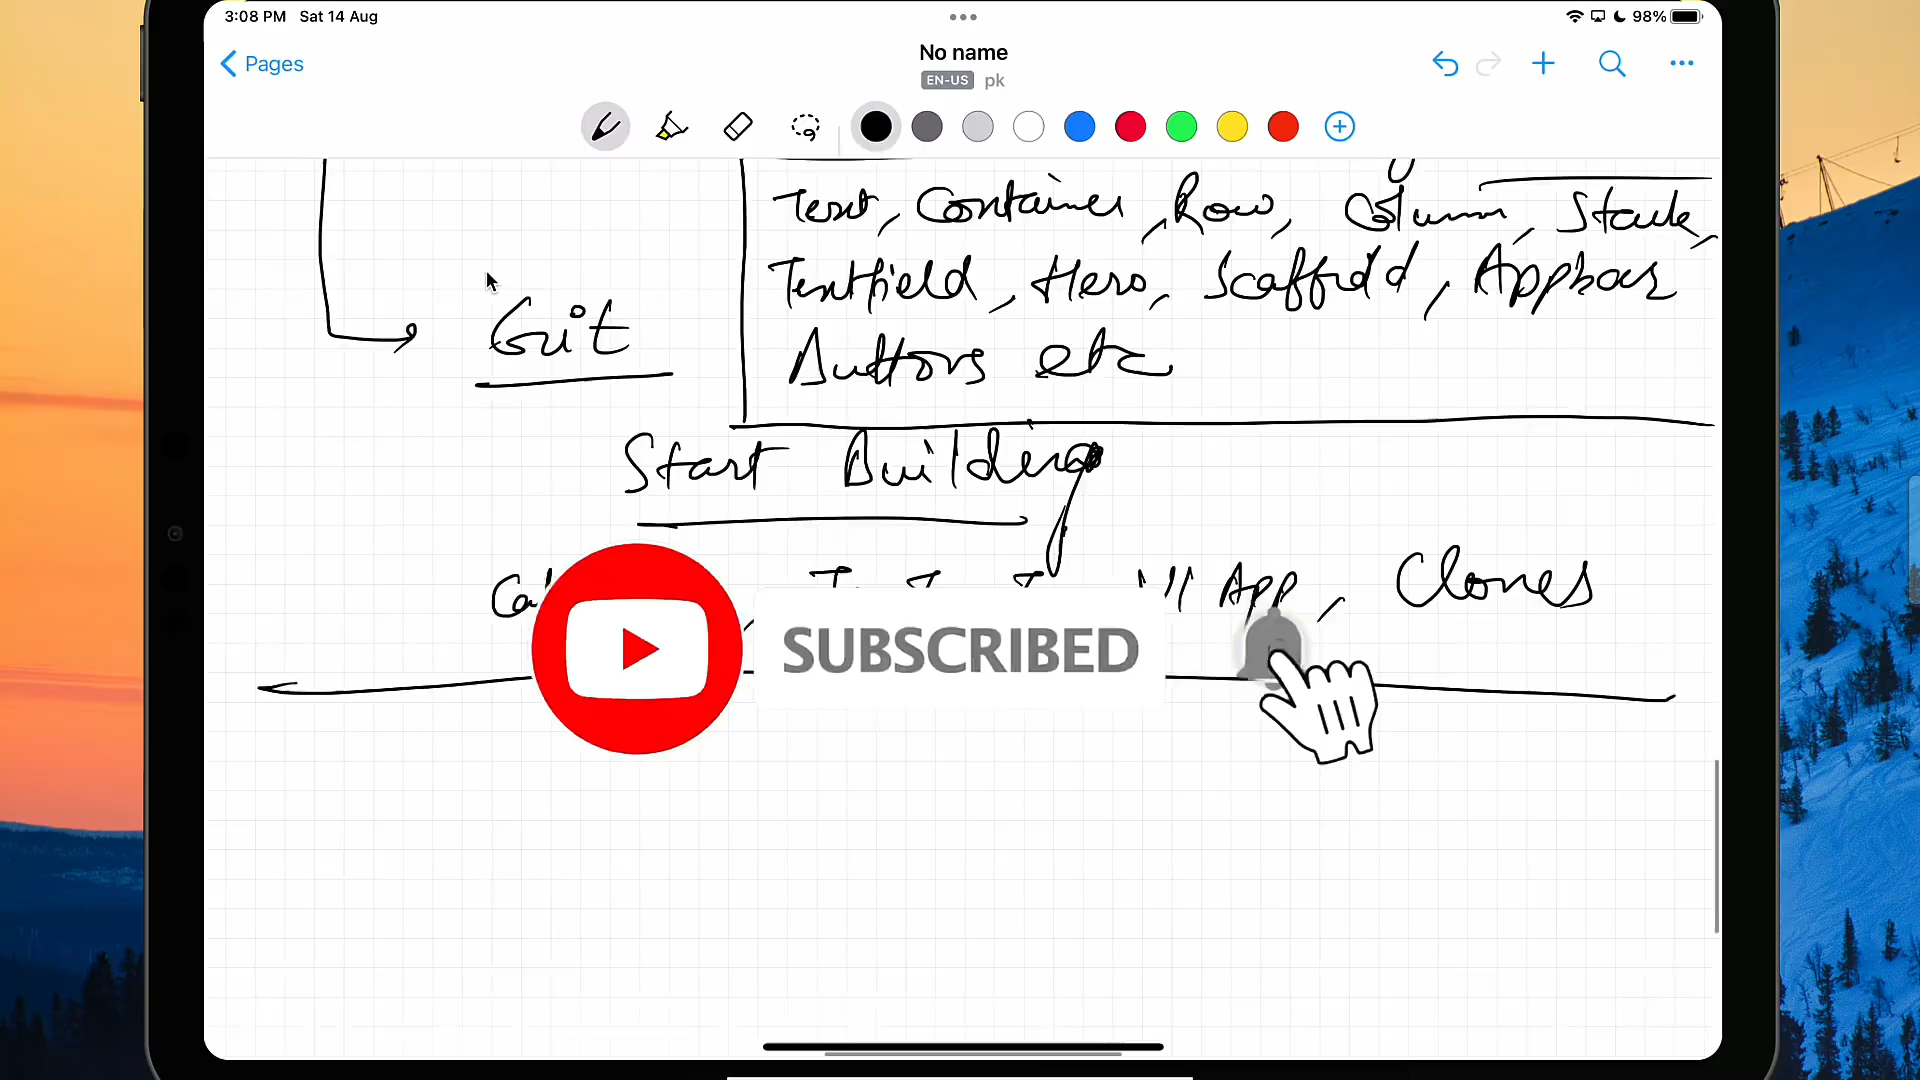 3:08 PM Sat 14 Aug
98%
Pages
No name
EN-US pk
Text, Container, Row, Column, Stack,
Textfield, Hero, Scaffold, Appbar
Buttons etc
Git
Start Building
App, Clones
SUBSCRIBED